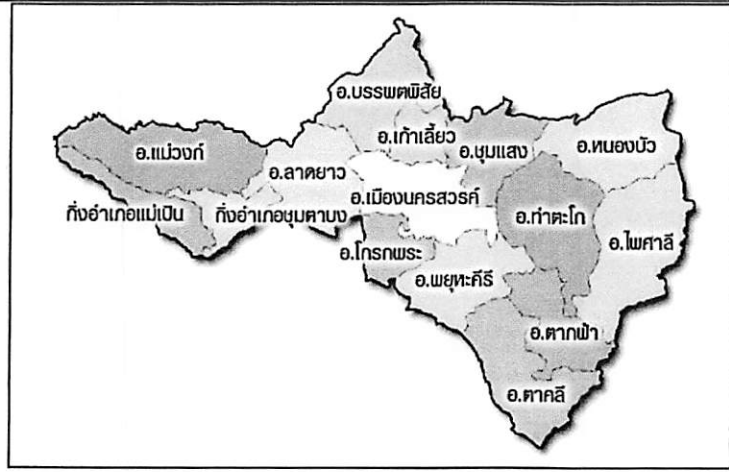 อ.บรรพตพิสัย
อ.เก้าเลี้ยว
อ.ชุมแสง
อ.หนองบัว
อ.แม่วงก์
อ.ลาดยาว
อ.เมืองนครสวรรค์
กิ่งอำเภอแม่เปิน
กิ่งอำเภอชุมตาบง
อ.ท่าตะโก
อ.ไพศาลี
อ.โกรกพระ
อ.พยุหะคีรี
อ.ตากฟ้า
อ.ตาคลี